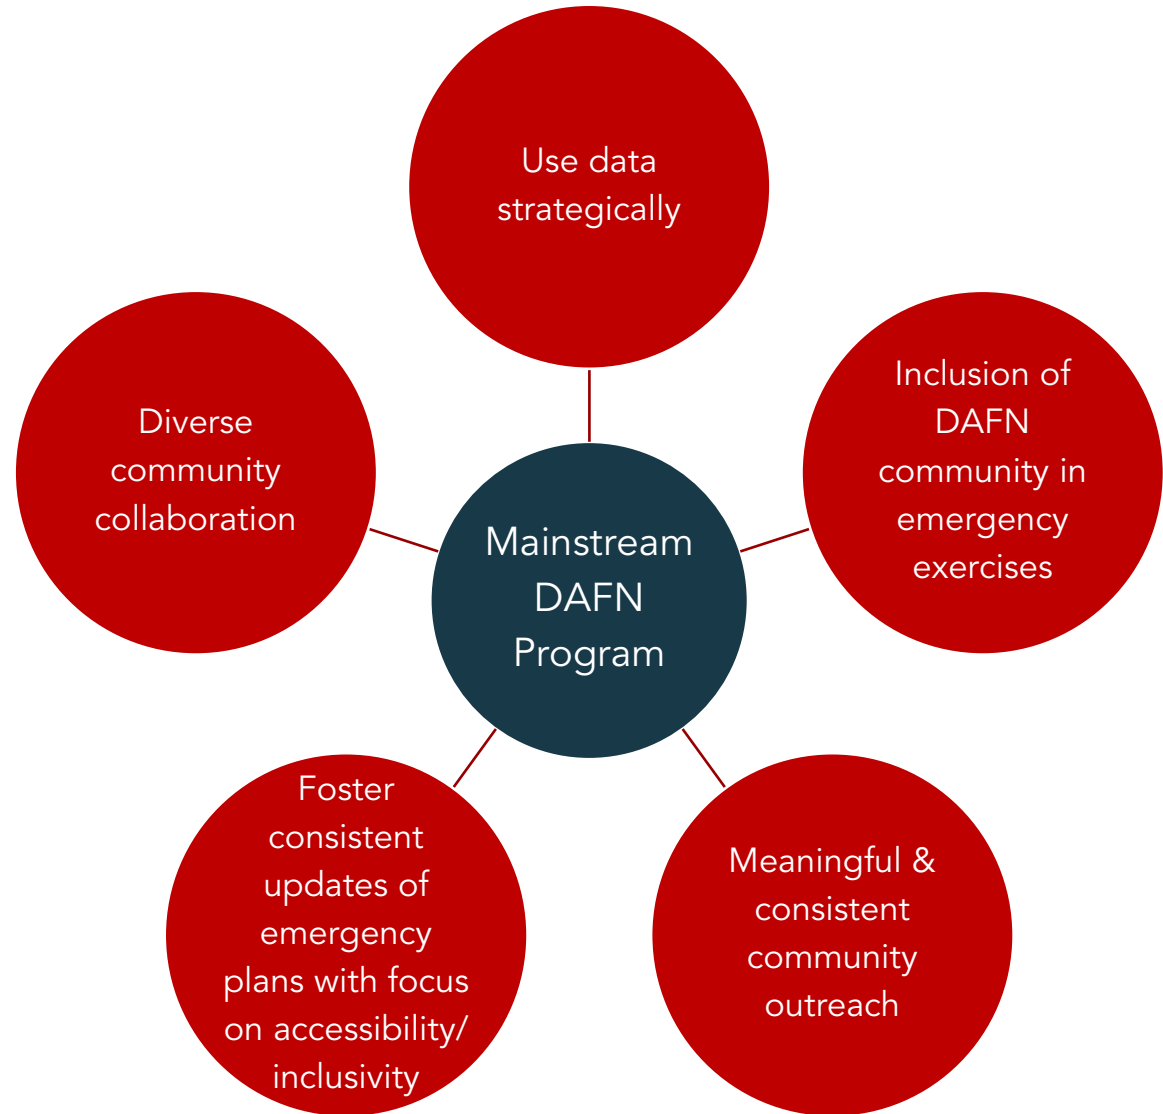 Use data
strategically
Inclusion of
DAFN
community in
emergency
exercises
Meaningful &
consistent
community
outreach
Foster
consistent
updates of
emergency
plans with focus
on accessibility/
inclusivity
Diverse
community
collaboration
Mainstream
DAFN
Program